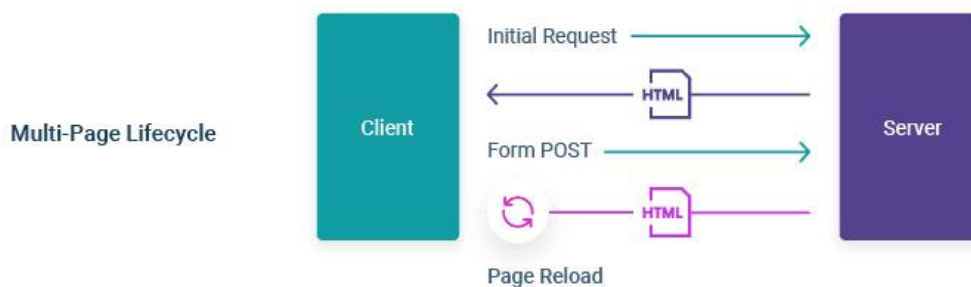 Multi-Page Lifecycle
Client
Initial Request
HTML
Form POST
HTML
Page Reload
Server